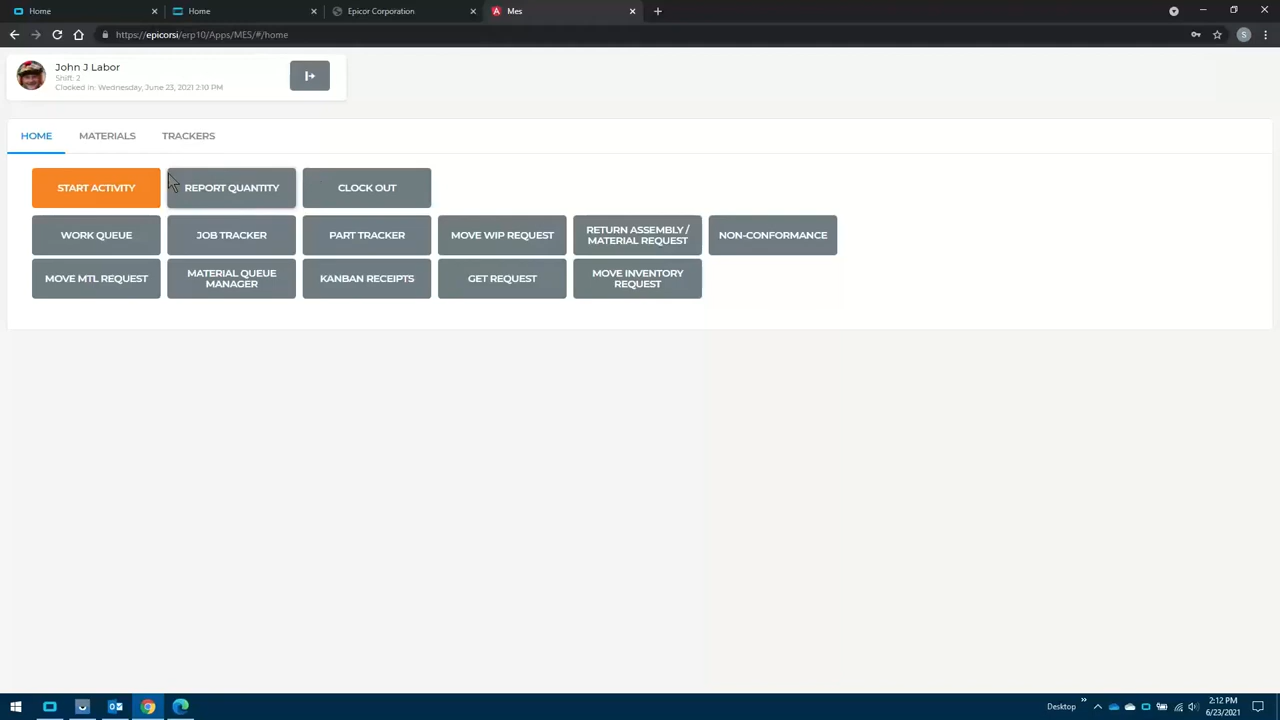 Home
Home
Epicor Corporation
Mes
https://epicorsi/erp10/Apps/MES/#/home
S
John J Labor
Shift: 2
Clocked in: Wednesday, June 23, 2021 2:10 PM
HOME
MATERIALS
TRACKERS
START ACTIVITY
REPORT QUANTITY
CLOCK OUT
WORK QUEUE
JOB TRACKER
PART TRACKER
MOVE WIP REQUEST
RETURN ASSEMBLY /
MATERIAL REQUEST
NON-CONFORMANCE
MOVE MTL REQUEST
MATERIAL QUEUE
MANAGER
KANBAN RECEIPTS
GET REQUEST
MOVE INVENTORY
REQUEST
Desktop
2:12 PM
6/23/2021